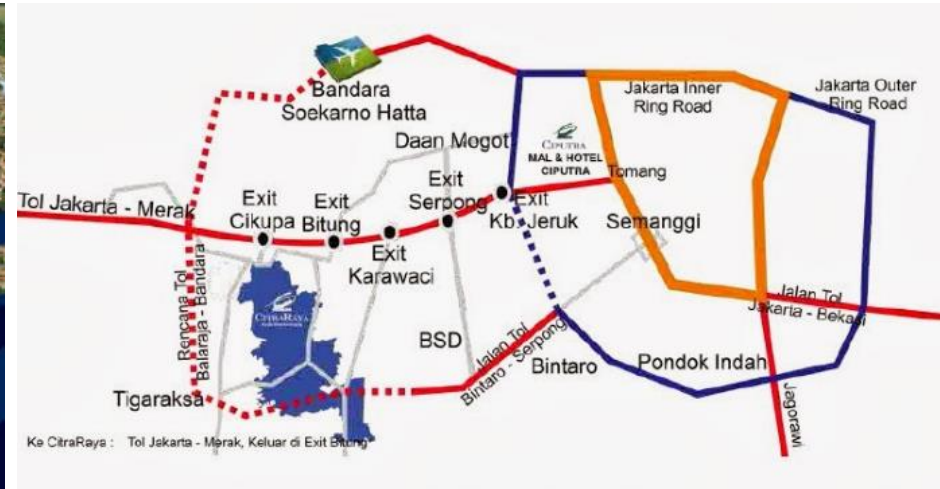 Bandara
Soekarno Hatta
Jakarta Inner
Ring Road
Jakarta Outer
Ring Road
Daan Mogot
CIPUTRA
MAL & HOTEL
CIPUTRA
Tomang
Tol Jakarta - Merak
Exit
Cikupa
Exit
Bitung
Exit
Serpong
Exit
Kb. Jeruk
Semanggi
Exit
Karawaci
Rencana Tol
Balaraja - Bandara
CITRARAYA
BSD
Jalan Tol
Bintaro - Serpong
Bintaro
Pondok Indah
Jalan Tol
Jakarta - Bekasi
Jagorawi
Tigaraksa
Ke CitraRaya : Tol Jakarta - Merak, Keluar di Exit Bitung